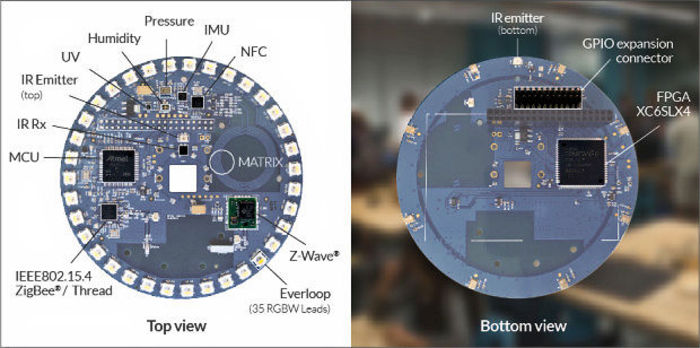 Pressure
Humidity
IMU
UV
NFC
IR Emitter
(top)
IR Rx
MCU
Atmel
MATRIX
IEEE802.15.4
ZigBee®/ Thread
Z-Wave®
Everloop
(35 RGBW Leads)
Top view
IR emitter
(bottom)
GPIO expansion
connector
FPGA
XC6SLX4
Bottom view